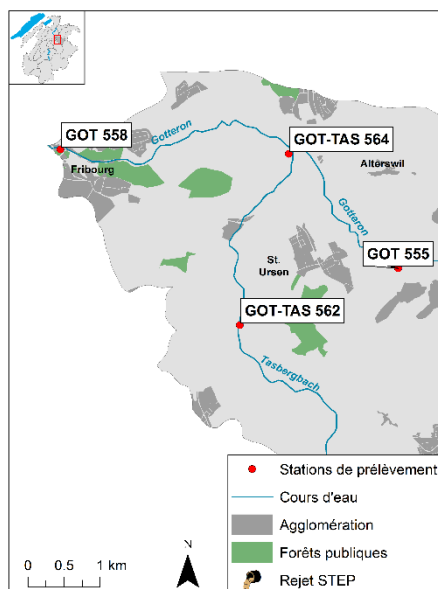 GOT 558
Gotteron
GOT-TAS 564
Alterswil
Fribourg
Gotteron
St.
Ursen
GOT 555
GOT-TAS 562
Tasbergbach
Stations de prélèvement
Cours d'eau
Agglomération
Forêts publiques
Rejet STEP
N
0 0.5 1 km